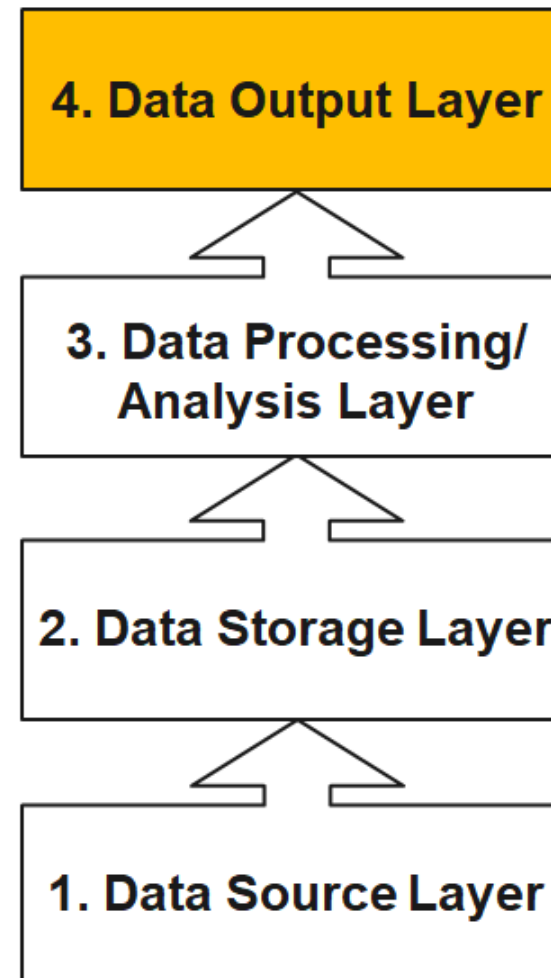 4. Data Output Layer
3. Data Processing/
Analysis Layer
2. Data Storage Layer
1. Data Source Layer